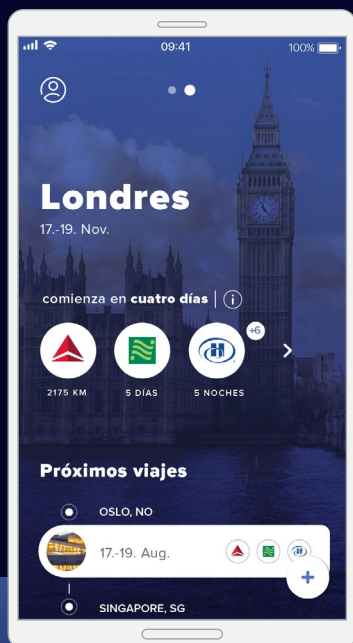 09:41
100%
Londres
17.-19. Nov.
comienza en cuatro días | i
+6
2175 KM
5 DÍAS
5 NOCHES
Próximos viajes
OSLO, NO
17.-19. Aug.
+
SINGAPORE, SG